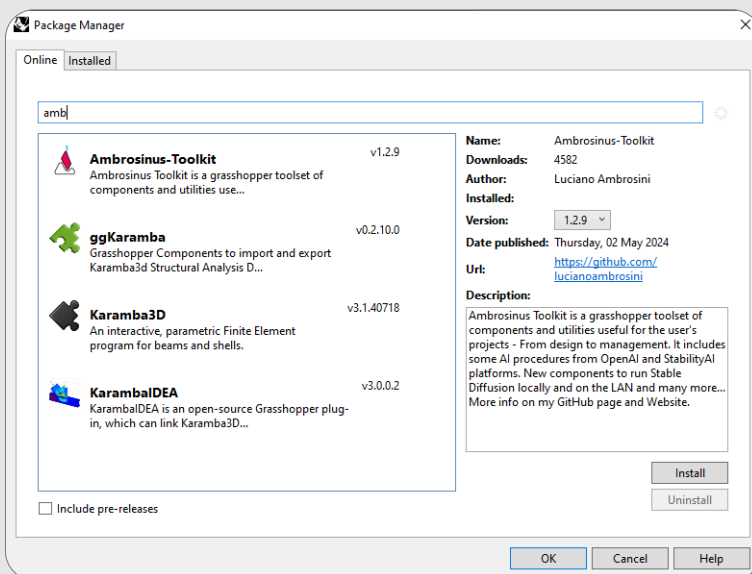 Package Manager
Online
Installed
amb
Ambrosinus-Toolkit
v1.2.9
Ambrosinus Toolkit is a grasshopper toolset of
components and utilities use...
ggKaramba
v0.2.10.0
Grasshopper Components to import and export
Karamba3d Structural Analysis D...
Karamba3D
v3.1.40718
An interactive, parametric Finite Element
program for beams and shells.
KarambaIDEA
v3.0.0.2
KarambaIDEA is an open-source Grasshopper plug-
in, which can link Karamba3D...
Include pre-releases
Name: Ambrosinus-Toolkit
Downloads: 4582
Author: Luciano Ambrosini
Installed:
Version: 1.2.9
Date published: Thursday, 02 May 2024
Url: https://github.com/
lucianoambrosini
Description:
Ambrosinus Toolkit is a grasshopper toolset of
components and utilities useful for the user's
projects - From design to management. It includes
some AI procedures from OpenAI and StabilityAI
platforms. New components to run Stable
Diffusion locally and on the LAN and many more...
More info on my GitHub page and Website.
Install
Uninstall
OK
Cancel
Help